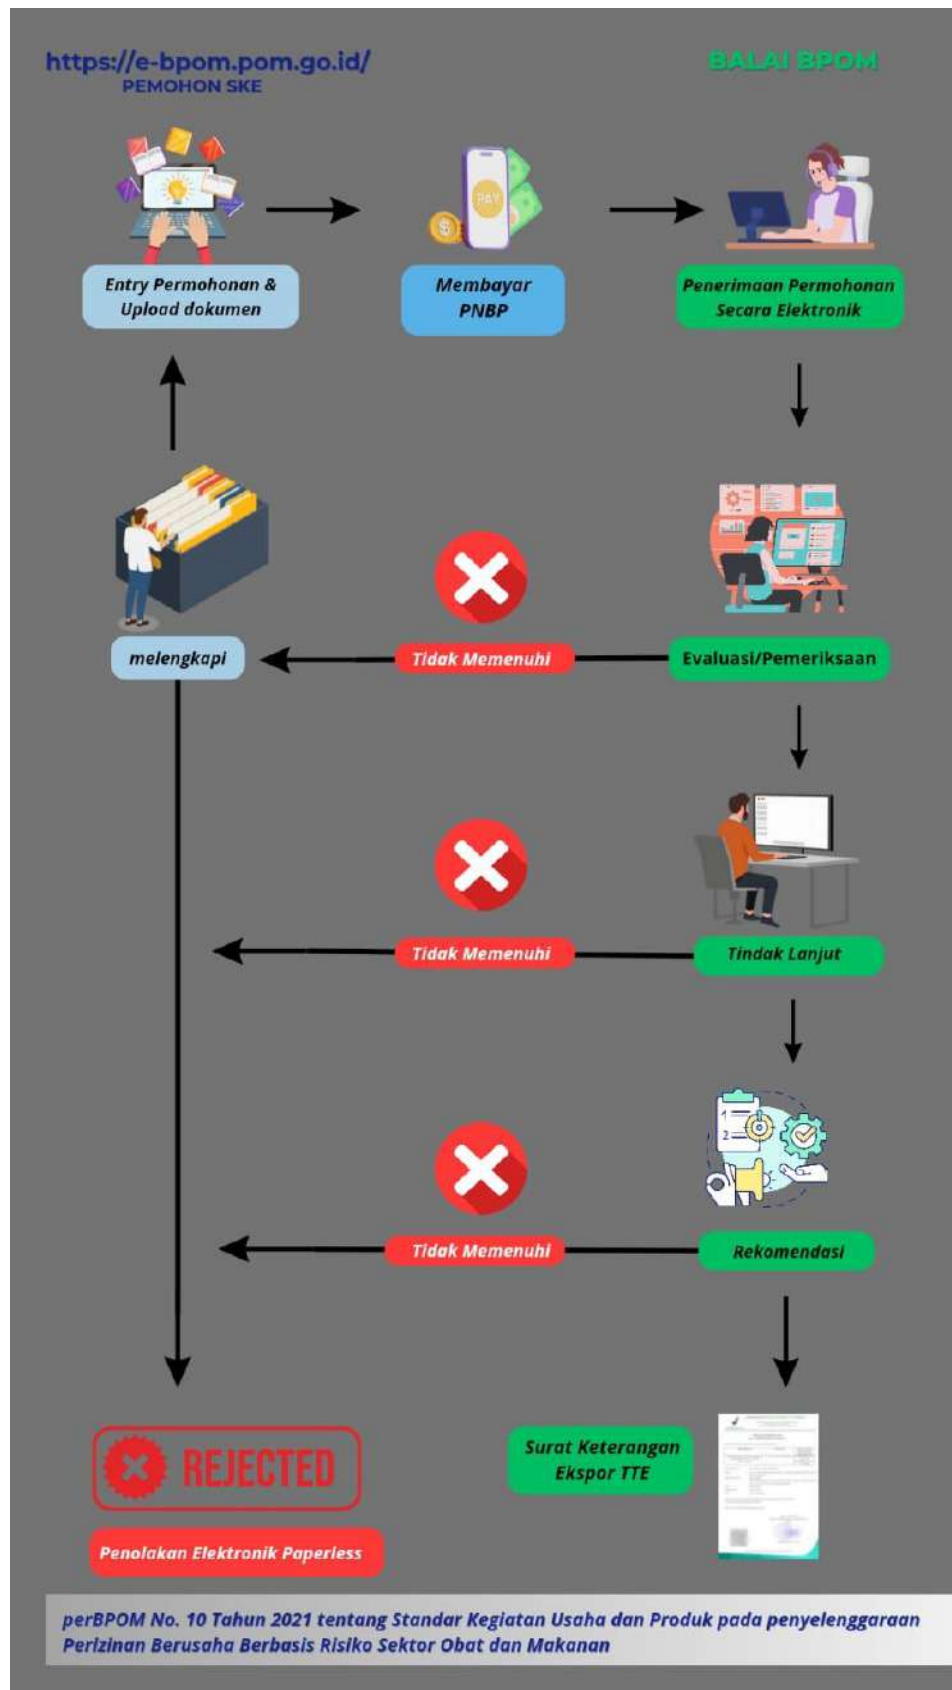 https://e-bpom.pom.go.id/
PEMOHON SKE
BALAI BPOM
PAY
Entry Permohonan &
Upload dokumen
Membayar
PNBP
Penerimaan Permohonan
Secara Elektronik
melengkapi
Tidak Memenuhi
Evaluasi/Pemeriksaan
Tidak Memenuhi
Tindak Lanjut
1
2
Tidak Memenuhi
Rekomendasi
REJECTED
Surat Keterangan
Ekspor TTE
Penolakan Elektronik Paperless
perBPOM No. 10 Tahun 2021 tentang Standar Kegiatan Usaha dan Produk pada penyelenggaraan
Perizinan Berusaha Berbasis Risiko Sektor Obat dan Makanan